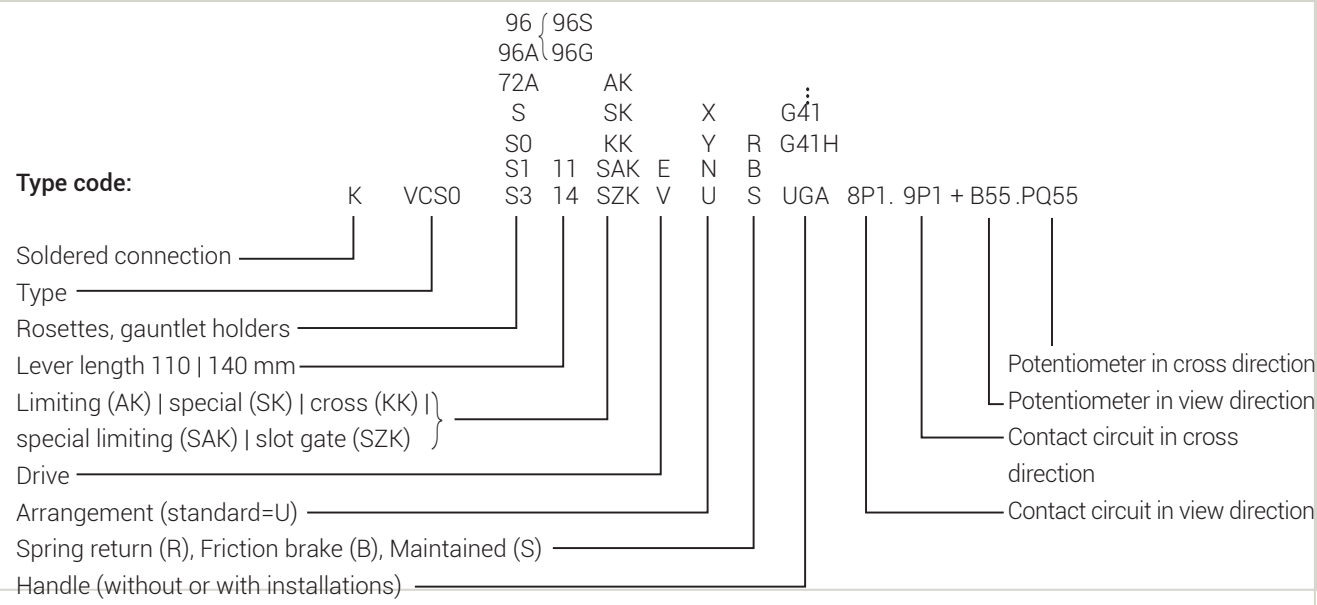 96 96S
96A 96G
72A AK
S SK X G41
S0 KK Y R G41H
S1 11 SAK E N B
Type code:
K VCS0 S3 14 SZK V U S UGA 8P1. 9P1 + B55.PQ55
Soldered connection
Type
Rosettes, gauntlet holders
Lever length 110 | 140 mm
Limiting (AK) | special (SK) | cross (KK) |
special limiting (SAK) | slot gate (SZK)
Drive
Arrangement (standard=U)
Spring return (R), Friction brake (B), Maintained (S)
Handle (without or with installations)
Potentiometer in cross direction
Potentiometer in view direction
Contact circuit in cross
direction
Contact circuit in view direction